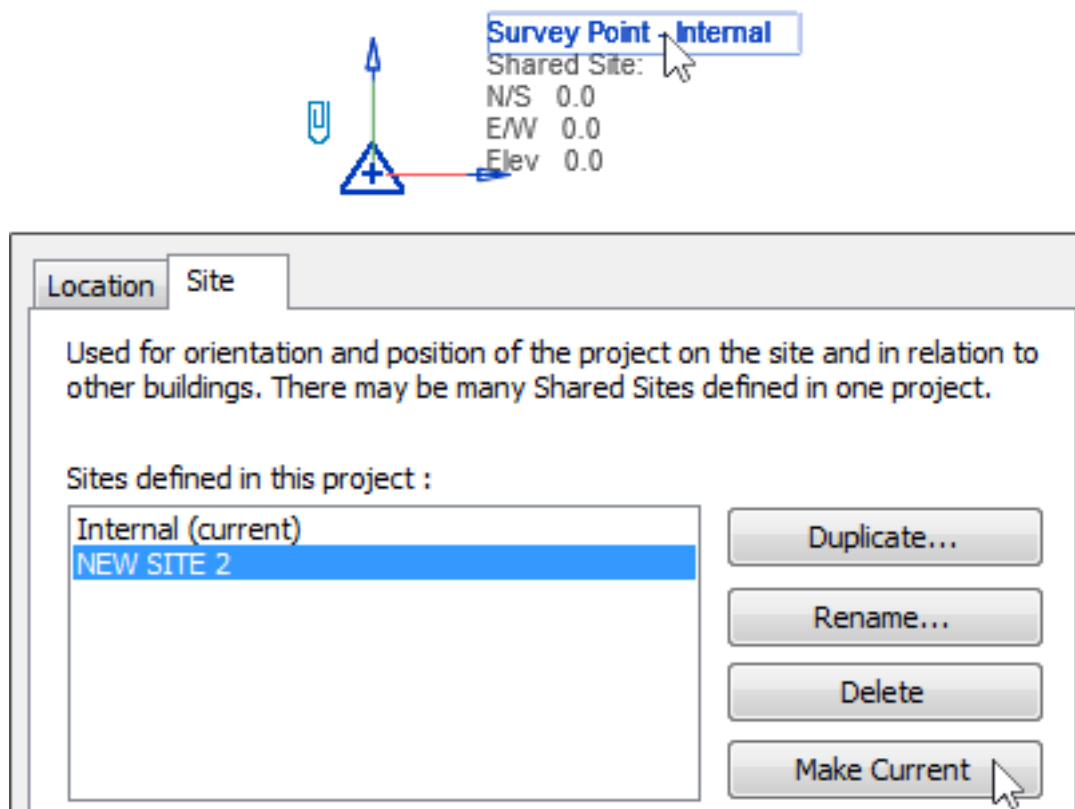 Survey Point - Internal
Shared Site:
N/S 0.0
E/W 0.0
Elev 0.0
Location
Site
Used for orientation and position of the project on the site and in relation to
other buildings. There may be many Shared Sites defined in one project.
Sites defined in this project :
Internal (current)
NEW SITE 2
Duplicate...
Rename...
Delete
Make Current